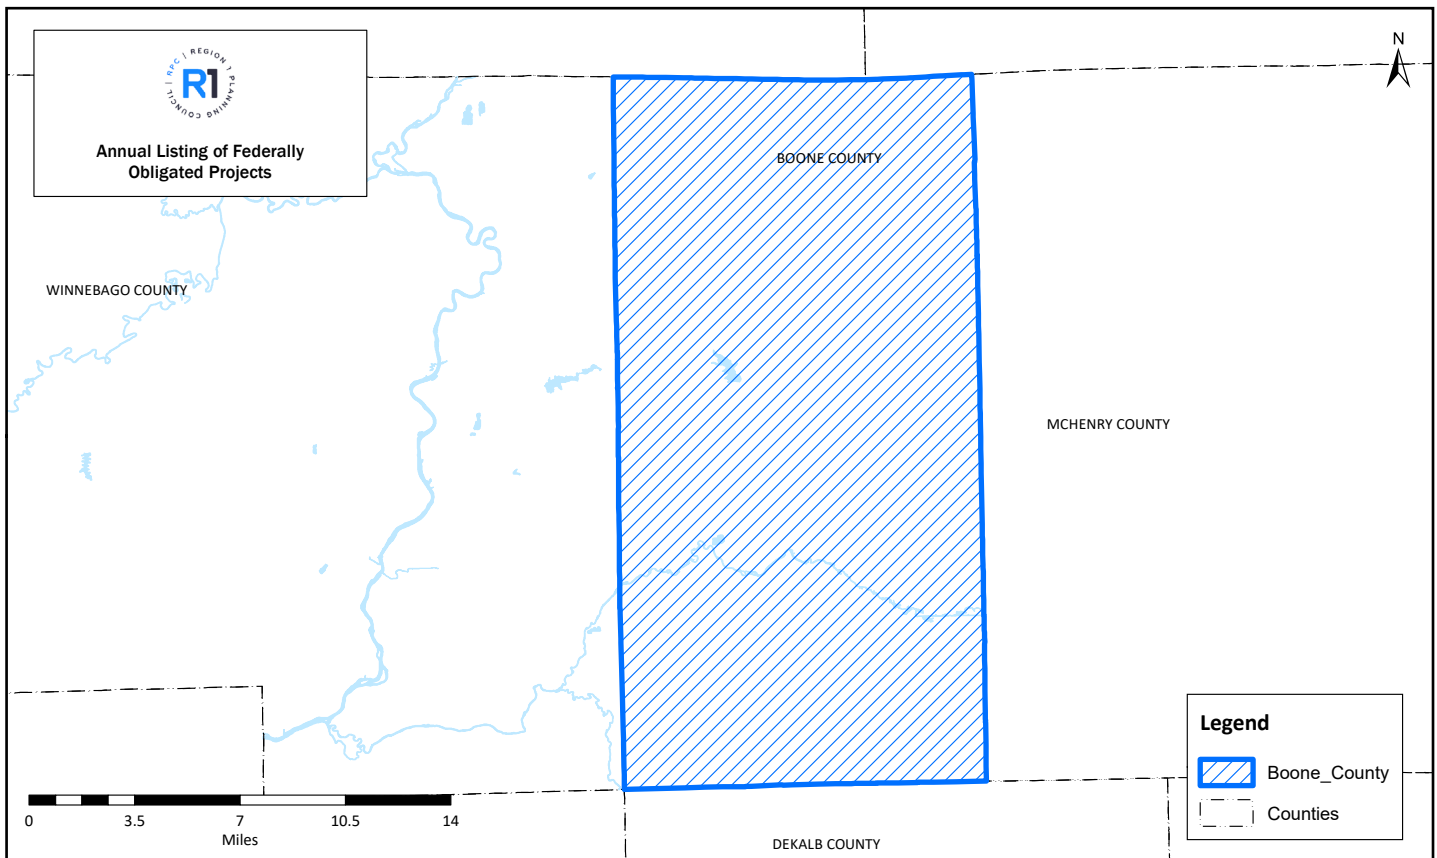 RPC | REGION 1 PLANNING COUNCIL |
R1
Annual Listing of Federally
Obligated Projects
N
BOONE COUNTY
WINNEBAGO COUNTY
MCHENRY COUNTY
Legend
Boone_County
Counties
0 3.5 7 10.5 14
Miles
DEKALB COUNTY